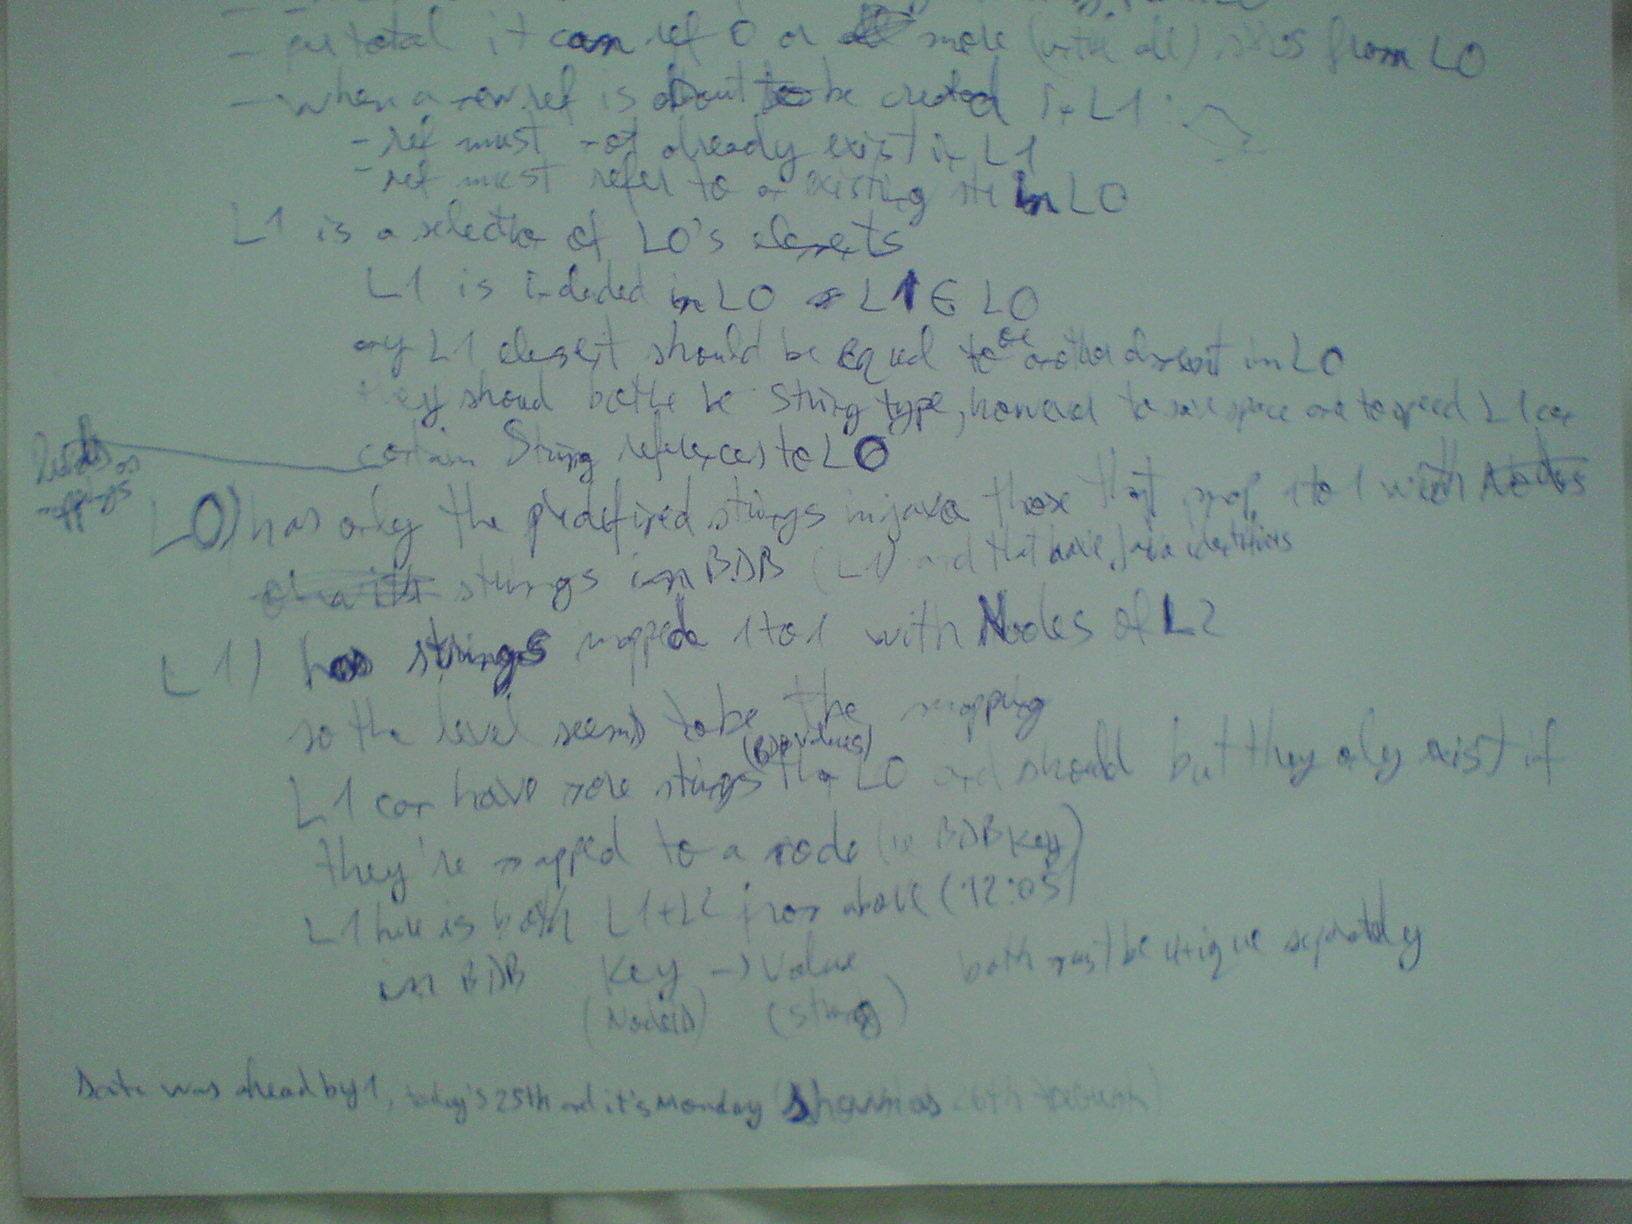 - per total it can ref 0 or more (with all) from L0
- when a new ref is about to be created in L1:
- ref must not already exist in L1
- ref must refer to an existing in L0
L1 is a selection of L0's elements
L1 is included in L0 L1 ∈ L0
any L1 element should be equal to one another element in L0
they should bothe be String type, however to save space and to speed L1 can
contain String references to L0
L0) has only the predefined strings in java those that map 1 to 1 with Nodes
strings in BDB (L1) and that have java identifiers
L1) has strings mapped 1 to 1 with Nodes of L2
so the level seems to be the mapping
(BDB values)
L1 can have more strings than L0 and should but they only exist if
they're mapped to a node (ie BDB key)
L1 here is both L1+L2 from above (12:05)
in BDB Key -> Value both must be unique separately
(NodeID) (string)
Date was ahead by 1, today's 25th and it's Monday (shown as